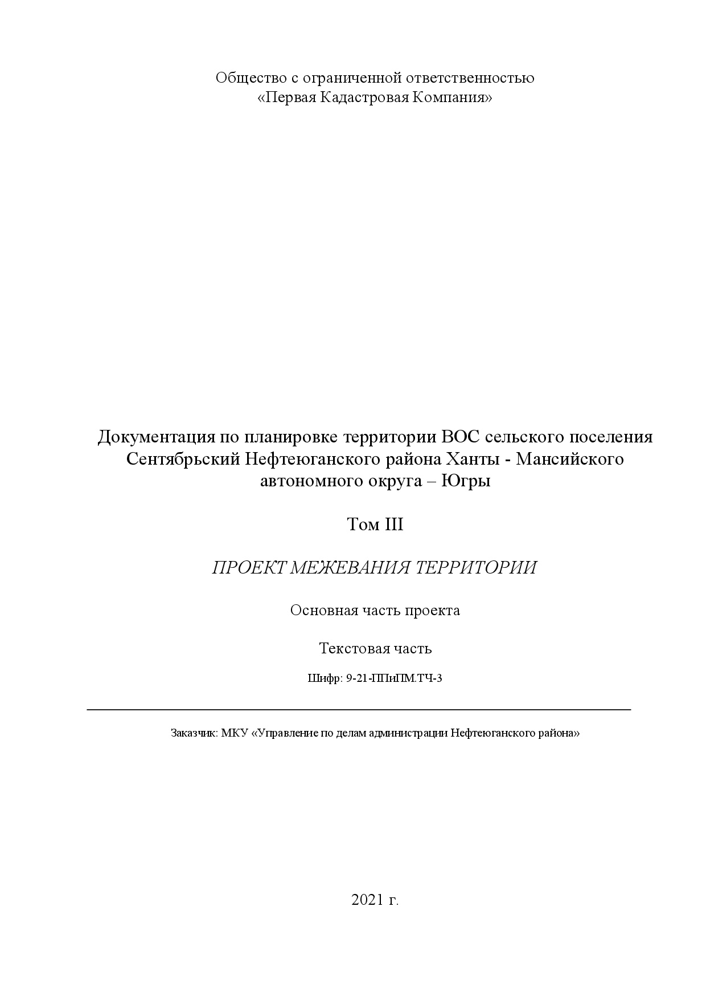 Общество с ограниченной ответственностью
«Первая Кадастровая Компания»
Документация по планировке территории ВОС сельского поселения
Сентябрьский Нефтеюганского района Ханты - Мансийского
автономного округа – Югры
Том III
ПРОЕКТ МЕЖЕВАНИЯ ТЕРРИТОРИИ
Основная часть проекта
Текстовая часть
Шифр: 9-21-ППиПМ.ТЧ-3
Заказчик: МКУ «Управление по делам администрации Нефтеюганского района»
2021 г.